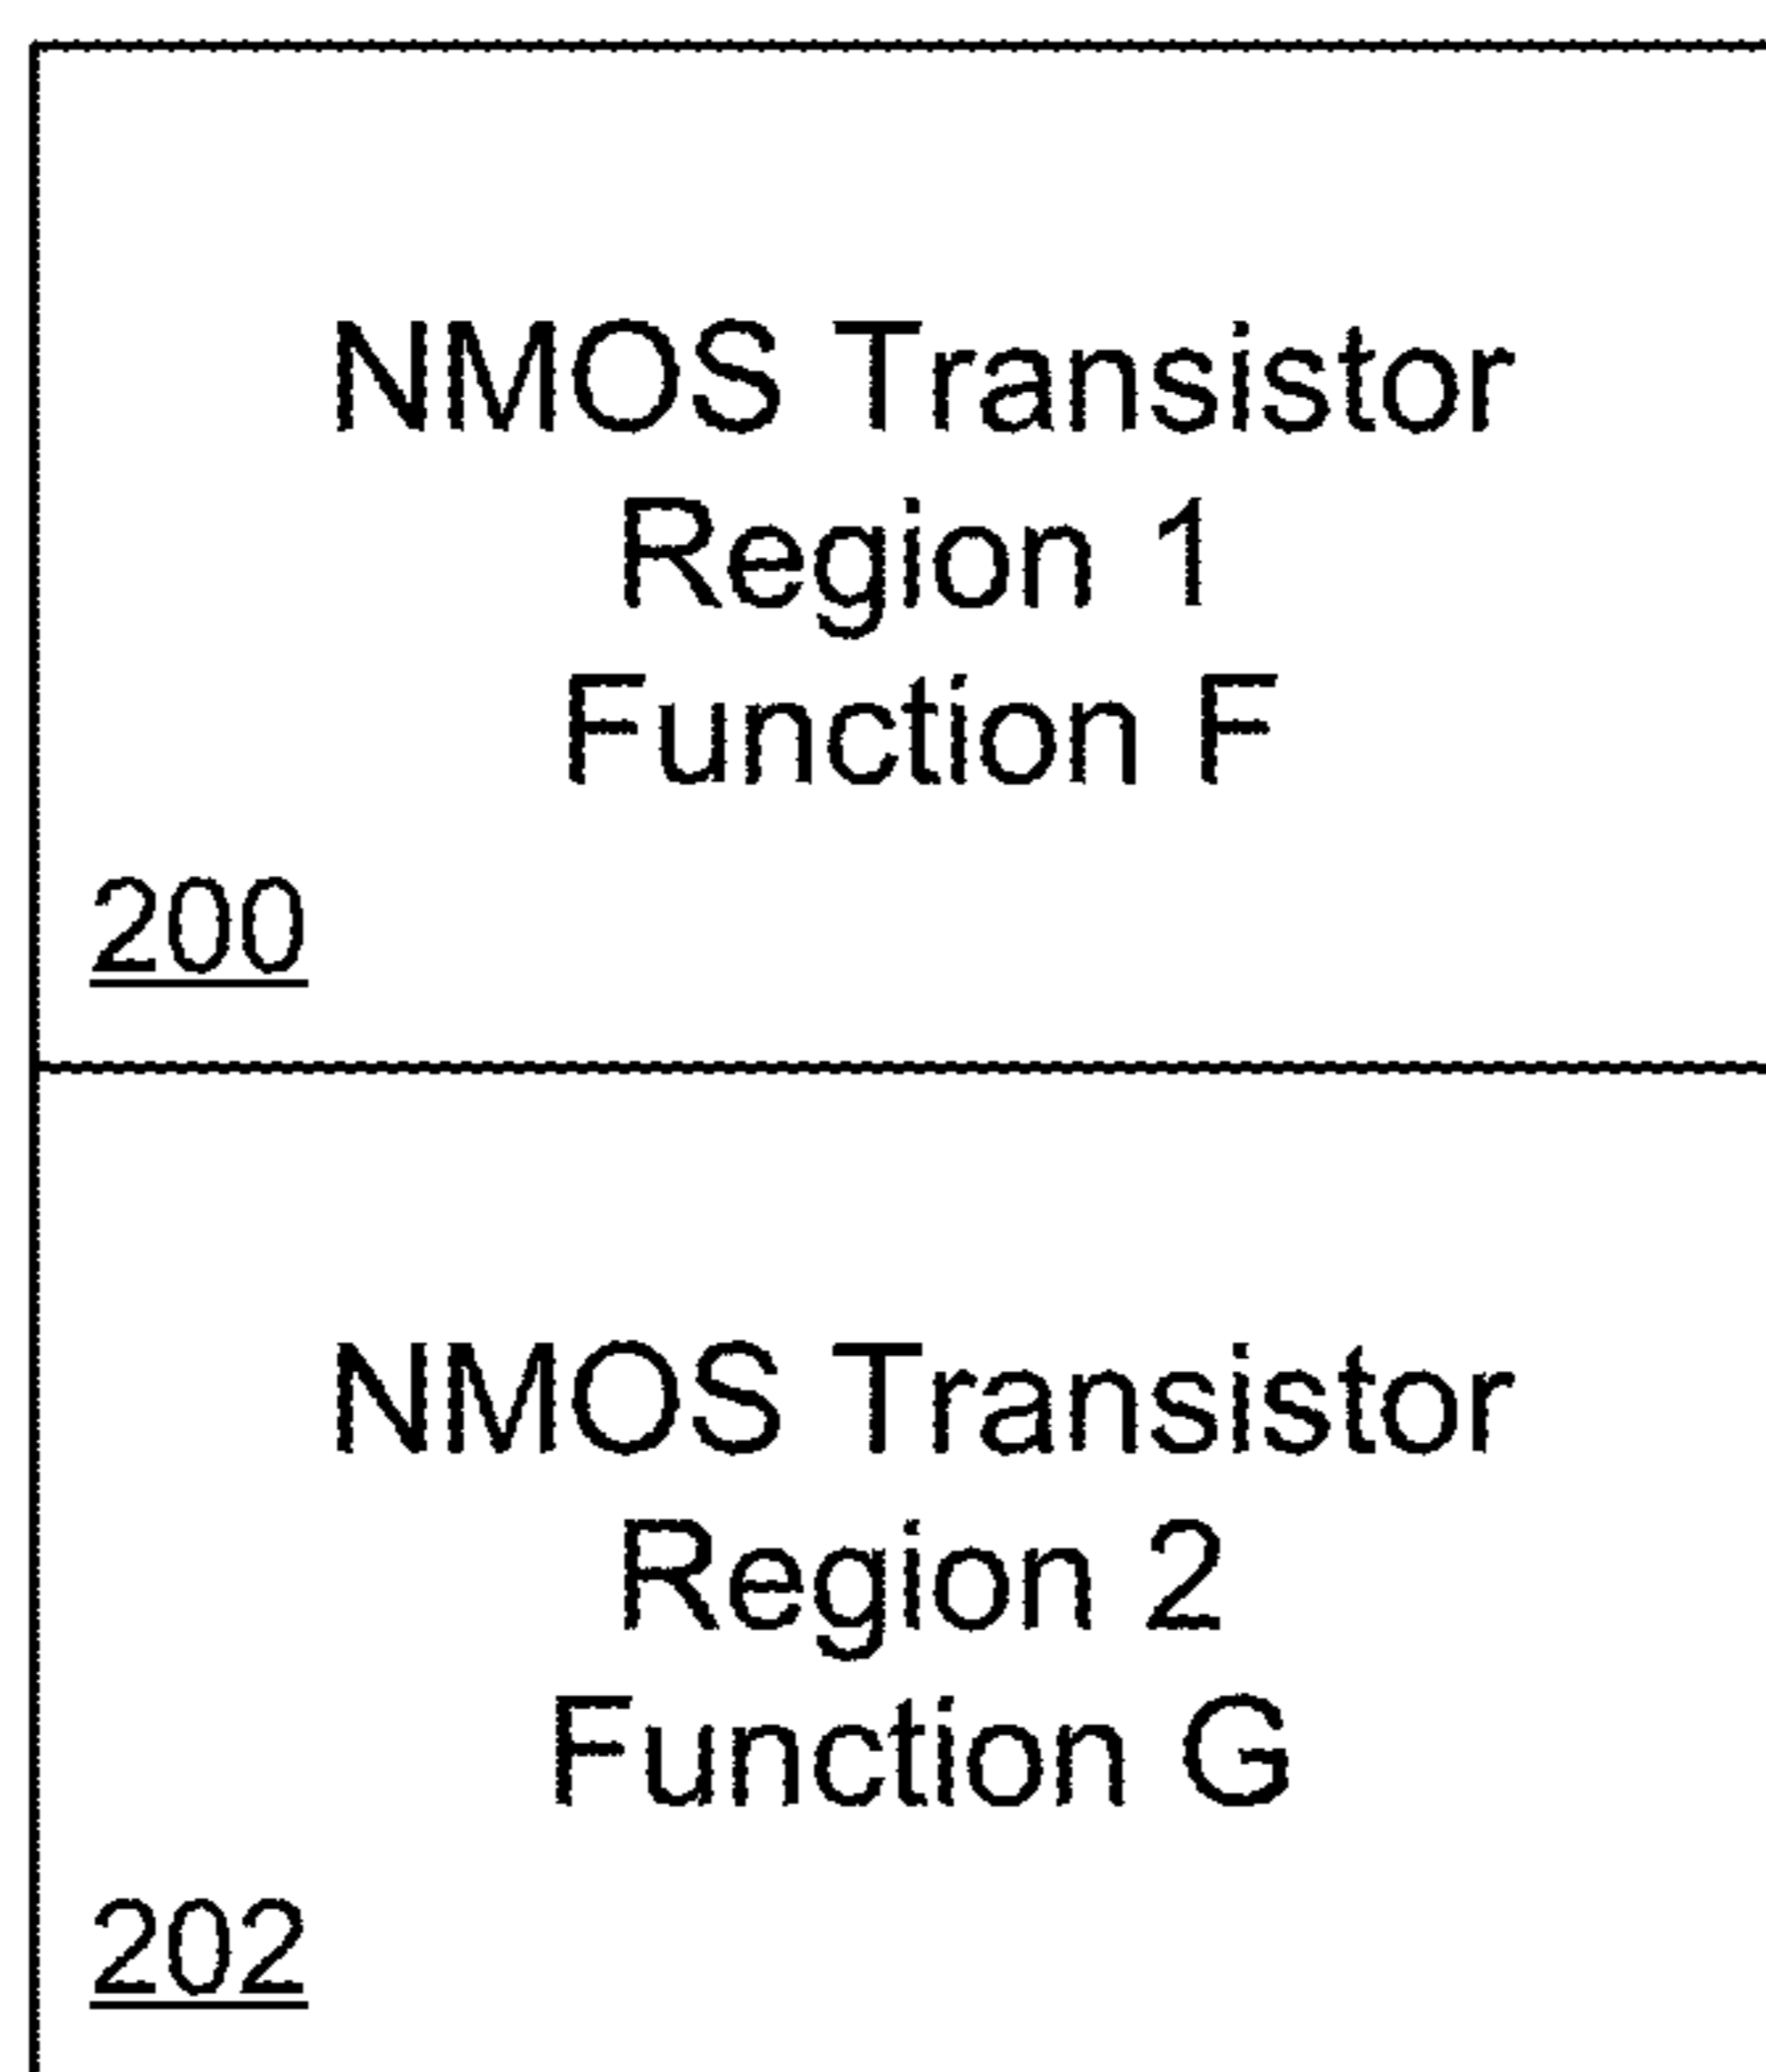 NMOS Transistor
Region 1
Function F
200
NMOS Transistor
Region 2
Function G
202